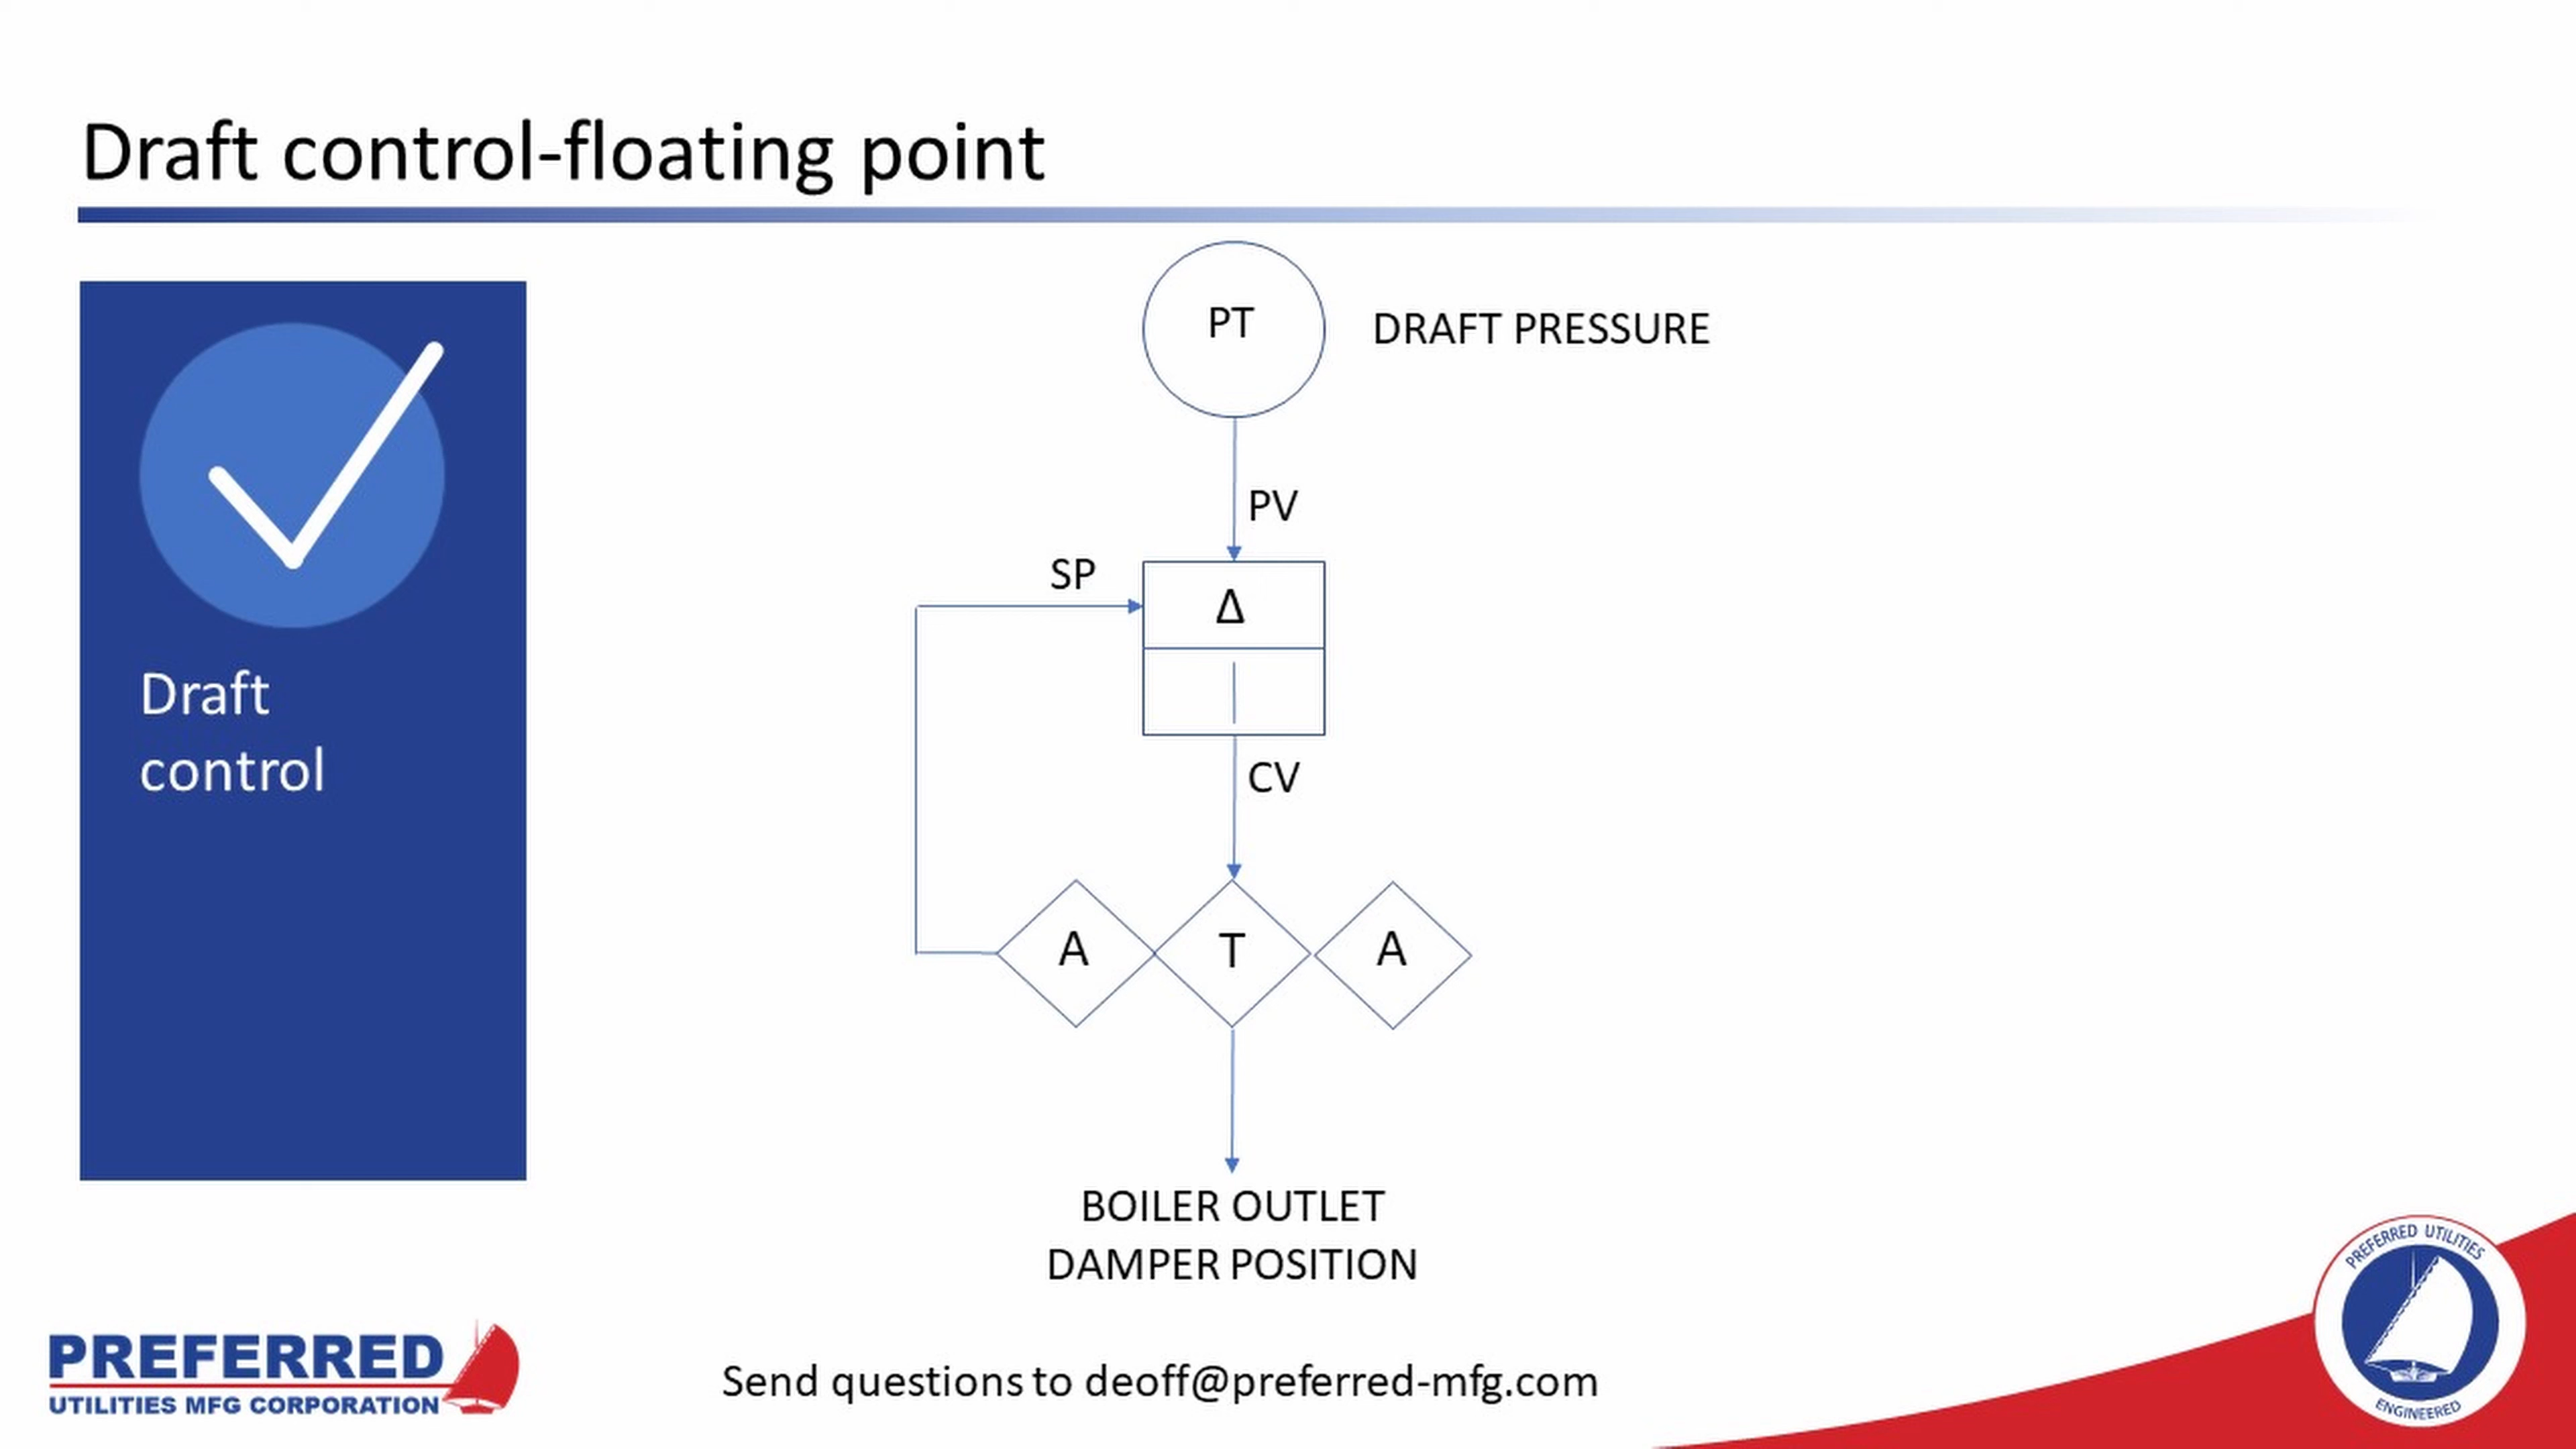 Draft control-floating point
PT
DRAFT PRESSURE
PV
SP
Δ
CV
Draft
control
A
T
A
BOILER OUTLET
DAMPER POSITION
PREFERRED
UTILITIES MFG CORPORATION
Send questions to deoff@preferred-mfg.com
PREFERRED UTILITIES
ENGINEERED